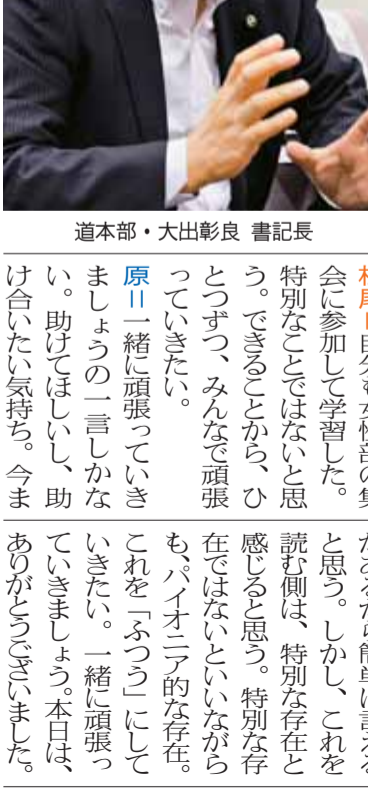 道本部・大出彰良 書記長
会に参加して学習した。
特別なことではないと思
う。できることから、ひ
とつずつ、みんなで頑張
っていきたい。
原＝一緒に頑張っていき
ましょうの一言しかな
い。助けてほしいし、助
け合いたい気持ち。今ま
と思う。しかし、これを
読む側は、特別な存在と
感じると思う。特別な存
在ではないといいながら
も、パイオニア的な存在。
これを「ふつう」にして
いきたい。一緒に頑張っ
ていきましょう。本日は、
ありがとうございました。